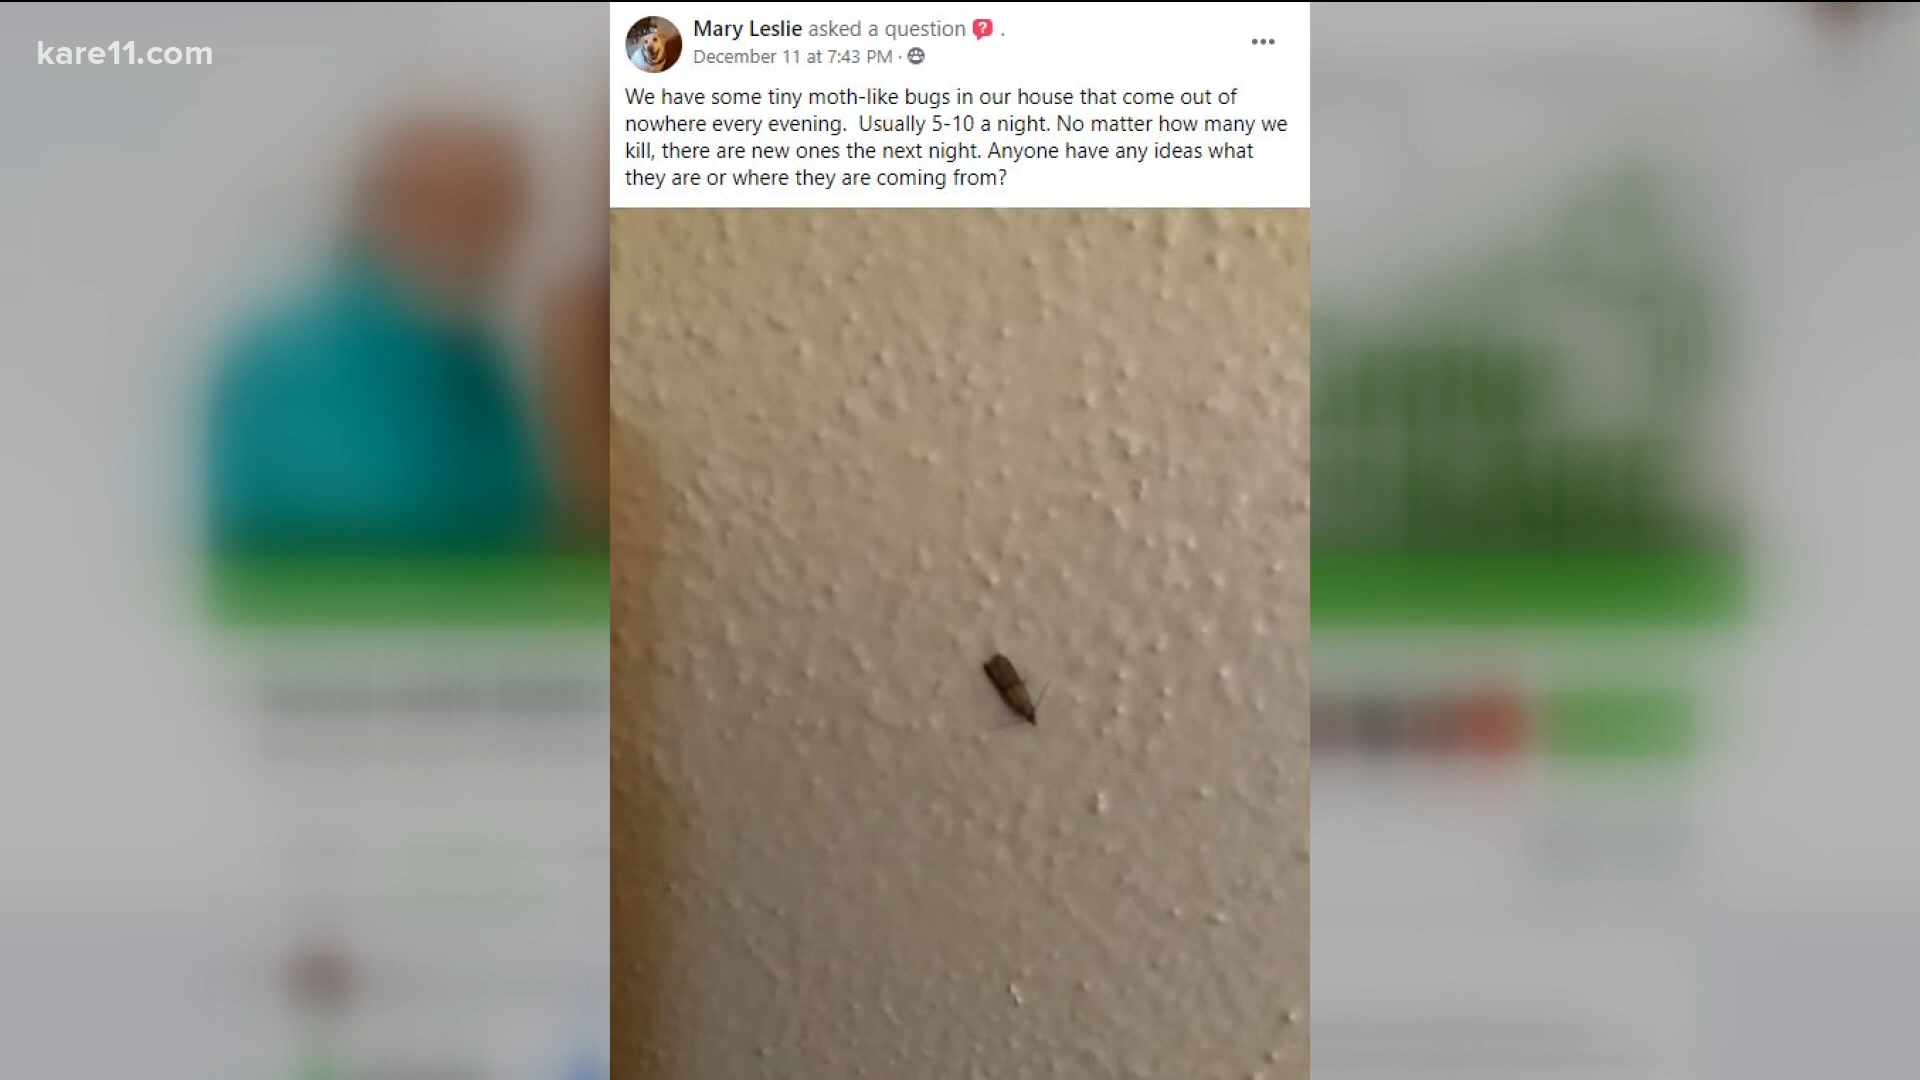 kare11.com
Mary Leslie asked a question .
December 11 at 7:43 PM ·
We have some tiny moth-like bugs in our house that come out of
nowhere every evening.  Usually 5-10 a night. No matter how many we
kill, there are new ones the next night. Anyone have any ideas what
they are or where they are coming from?